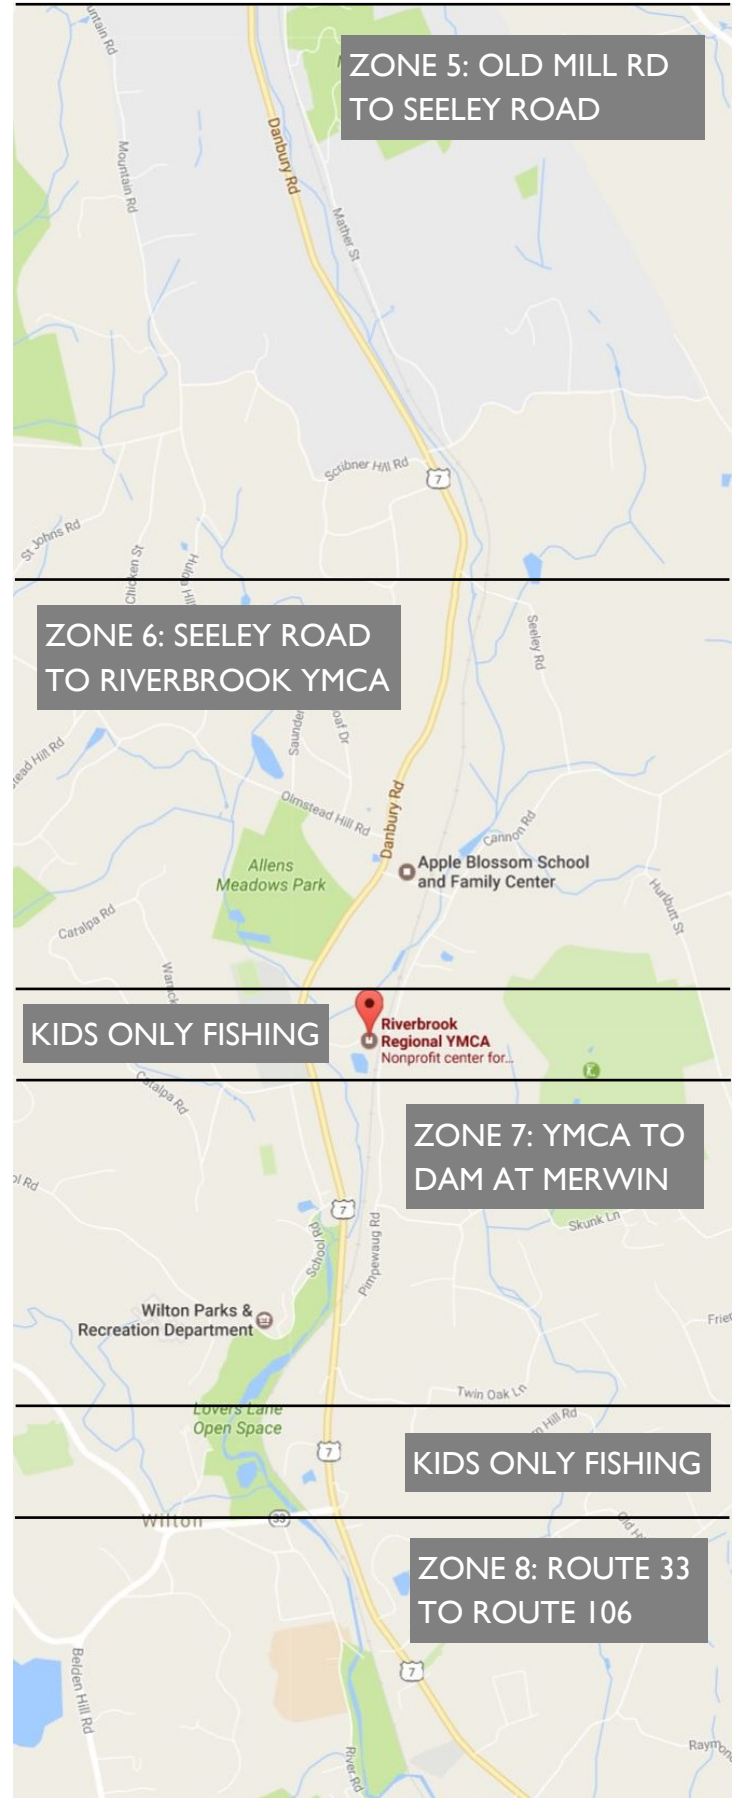 ZONE 5: OLD MILL RD
TO SEELEY ROAD
Danbury Rd
Mountain Rd
Mather St
Scribner Hill Rd
7
St Johns Rd
Chicken St
ZONE 6: SEELEY ROAD
TO RIVERBROOK YMCA
Seeley Rd
Olmstead Hill Rd
Danbury Rd
Cannon Rd
Allens
Meadows Park
Apple Blossom School
and Family Center
Hurlbutt St
Catalpa Rd
KIDS ONLY FISHING
Riverbrook
Regional YMCA
Nonprofit center for...
Catalpa Rd
ZONE 7: YMCA TO
DAM AT MERWIN
7
School Rd
Pimpewaug Rd
Skunk Ln
Wilton Parks &
Recreation Department
Twin Oak Ln
Lovers Lane
Open Space
Hill Rd
7
KIDS ONLY FISHING
Wilton
33
ZONE 8: ROUTE 33
TO ROUTE 106
7
Belden Hill Rd
River Rd